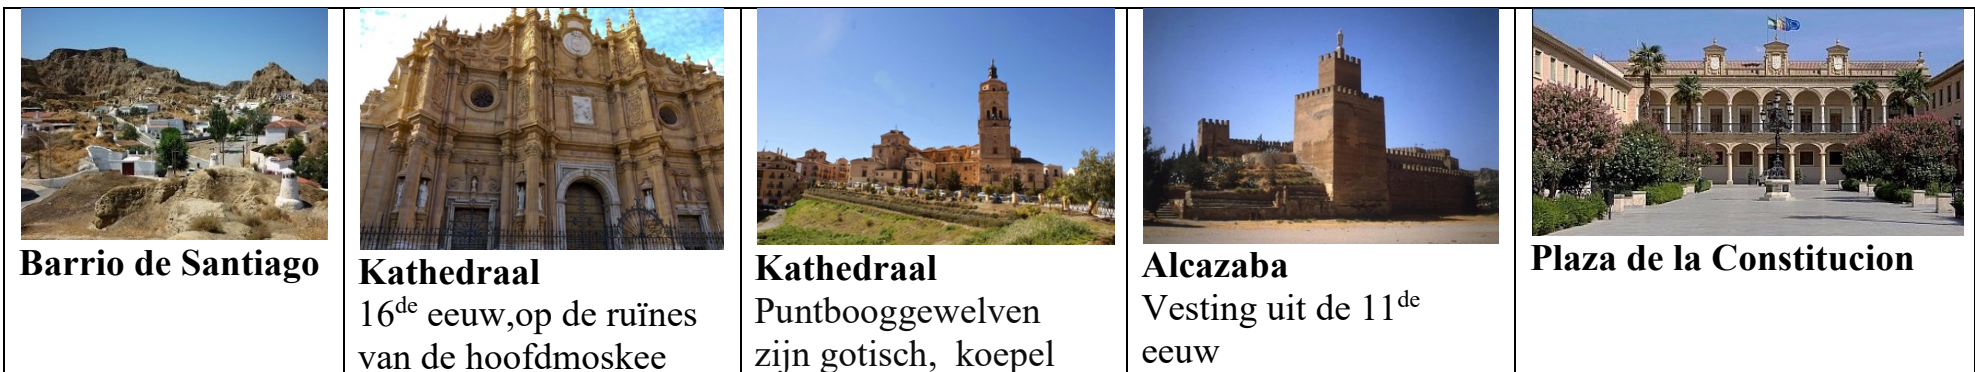 Barrio de Santiago
Kathedraal
16de eeuw,op de ruïnes
van de hoofdmoskee
Kathedraal
Puntbooggewelven
zijn gotisch,  koepel
Alcazaba
Vesting uit de 11de
eeuw
Plaza de la Constitucion